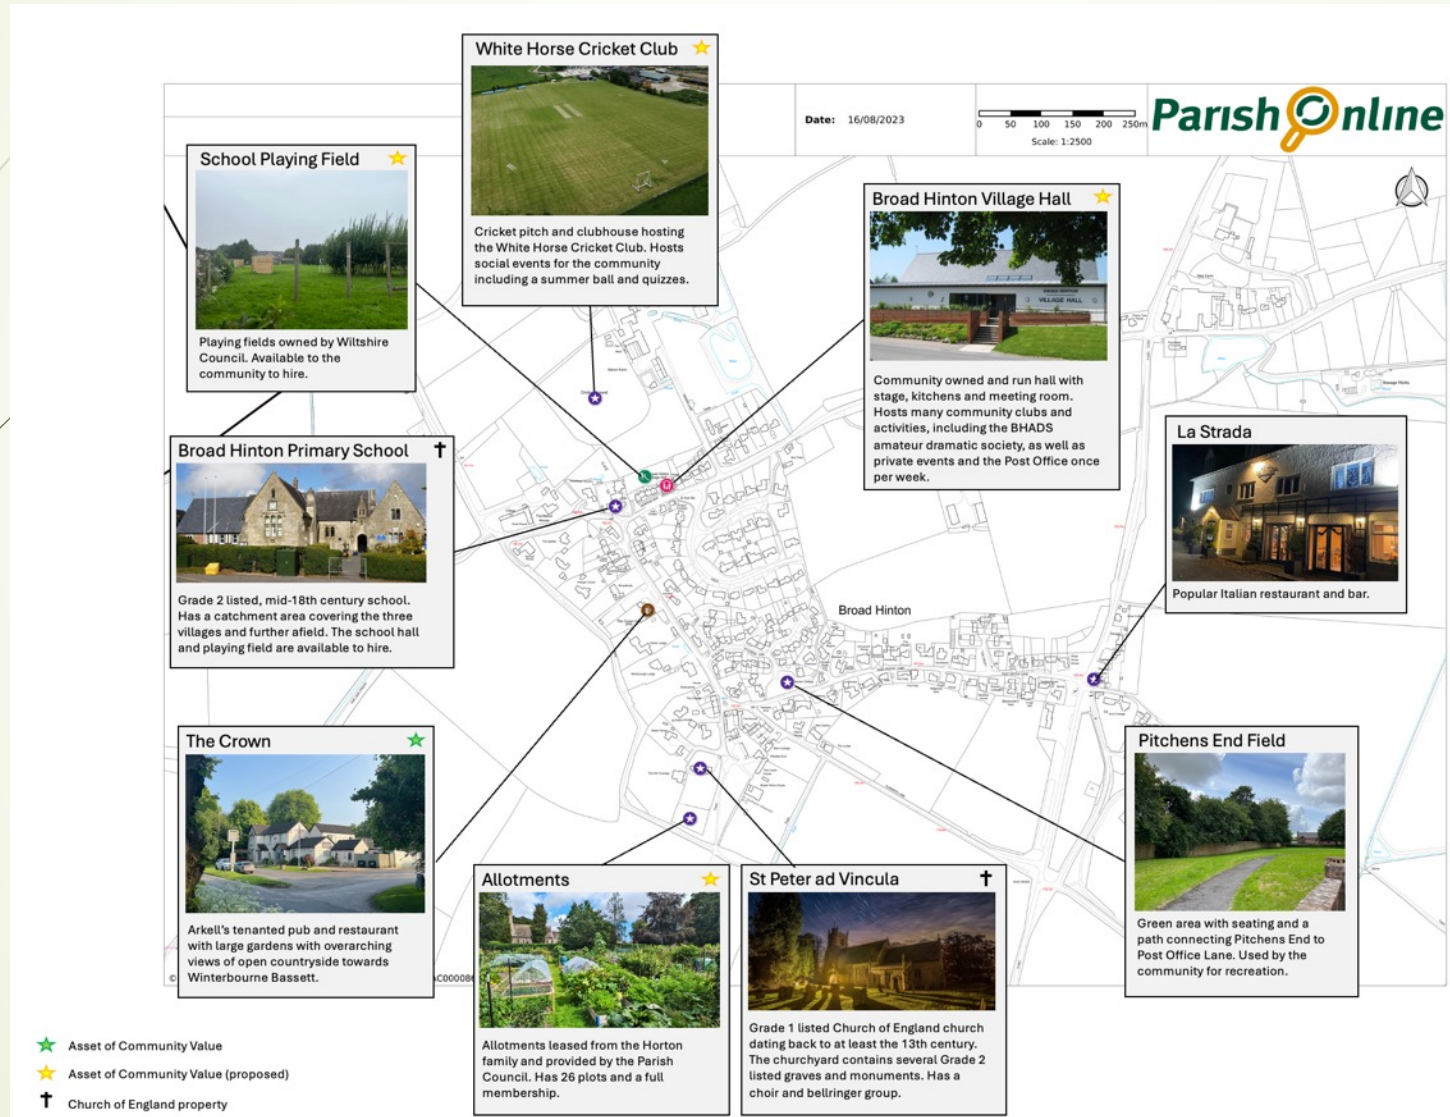 White Horse Cricket Club
Cricket pitch and clubhouse hosting
the White Horse Cricket Club. Hosts
social events for the community
including a summer ball and quizzes.
Date: 16/08/2023
0 50 100 150 200 250m
Scale: 1:2500
Parish Online
School Playing Field
Playing fields owned by Wiltshire
Council. Available to the
community to hire.
Broad Hinton Village Hall
VILLAGE HALL
Community owned and run hall with
stage, kitchens and meeting room.
Hosts many community clubs and
activities, including the BHADS
amateur dramatic society, as well as
private events and the Post Office once
per week.
Broad Hinton Primary School
Grade 2 listed, mid-18th century school.
Has a catchment area covering the three
villages and further afield. The school hall
and playing field are available to hire.
La Strada
Popular Italian restaurant and bar.
Broad Hinton
The Crown
Arkell's tenanted pub and restaurant
with large gardens with overarching
views of open countryside towards
Winterbourne Bassett.
Pitchens End Field
Green area with seating and a
path connecting Pitchens End to
Post Office Lane. Used by the
community for recreation.
Allotments
Allotments leased from the Horton
family and provided by the Parish
Council. Has 26 plots and a full
membership.
St Peter ad Vincula
Grade 1 listed Church of England church
dating back to at least the 13th century.
The churchyard contains several Grade 2
listed graves and monuments. Has a
choir and bellringer group.
©
Asset of Community Value
Asset of Community Value (proposed)
Church of England property